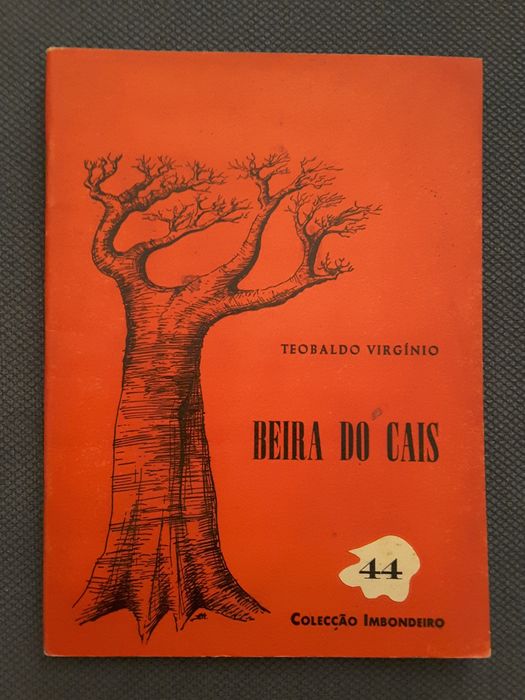 TEOBALDO VIRGÍNIO
BEIRA DO CAIS
44
COLECÇÃO IMBONDEIRO